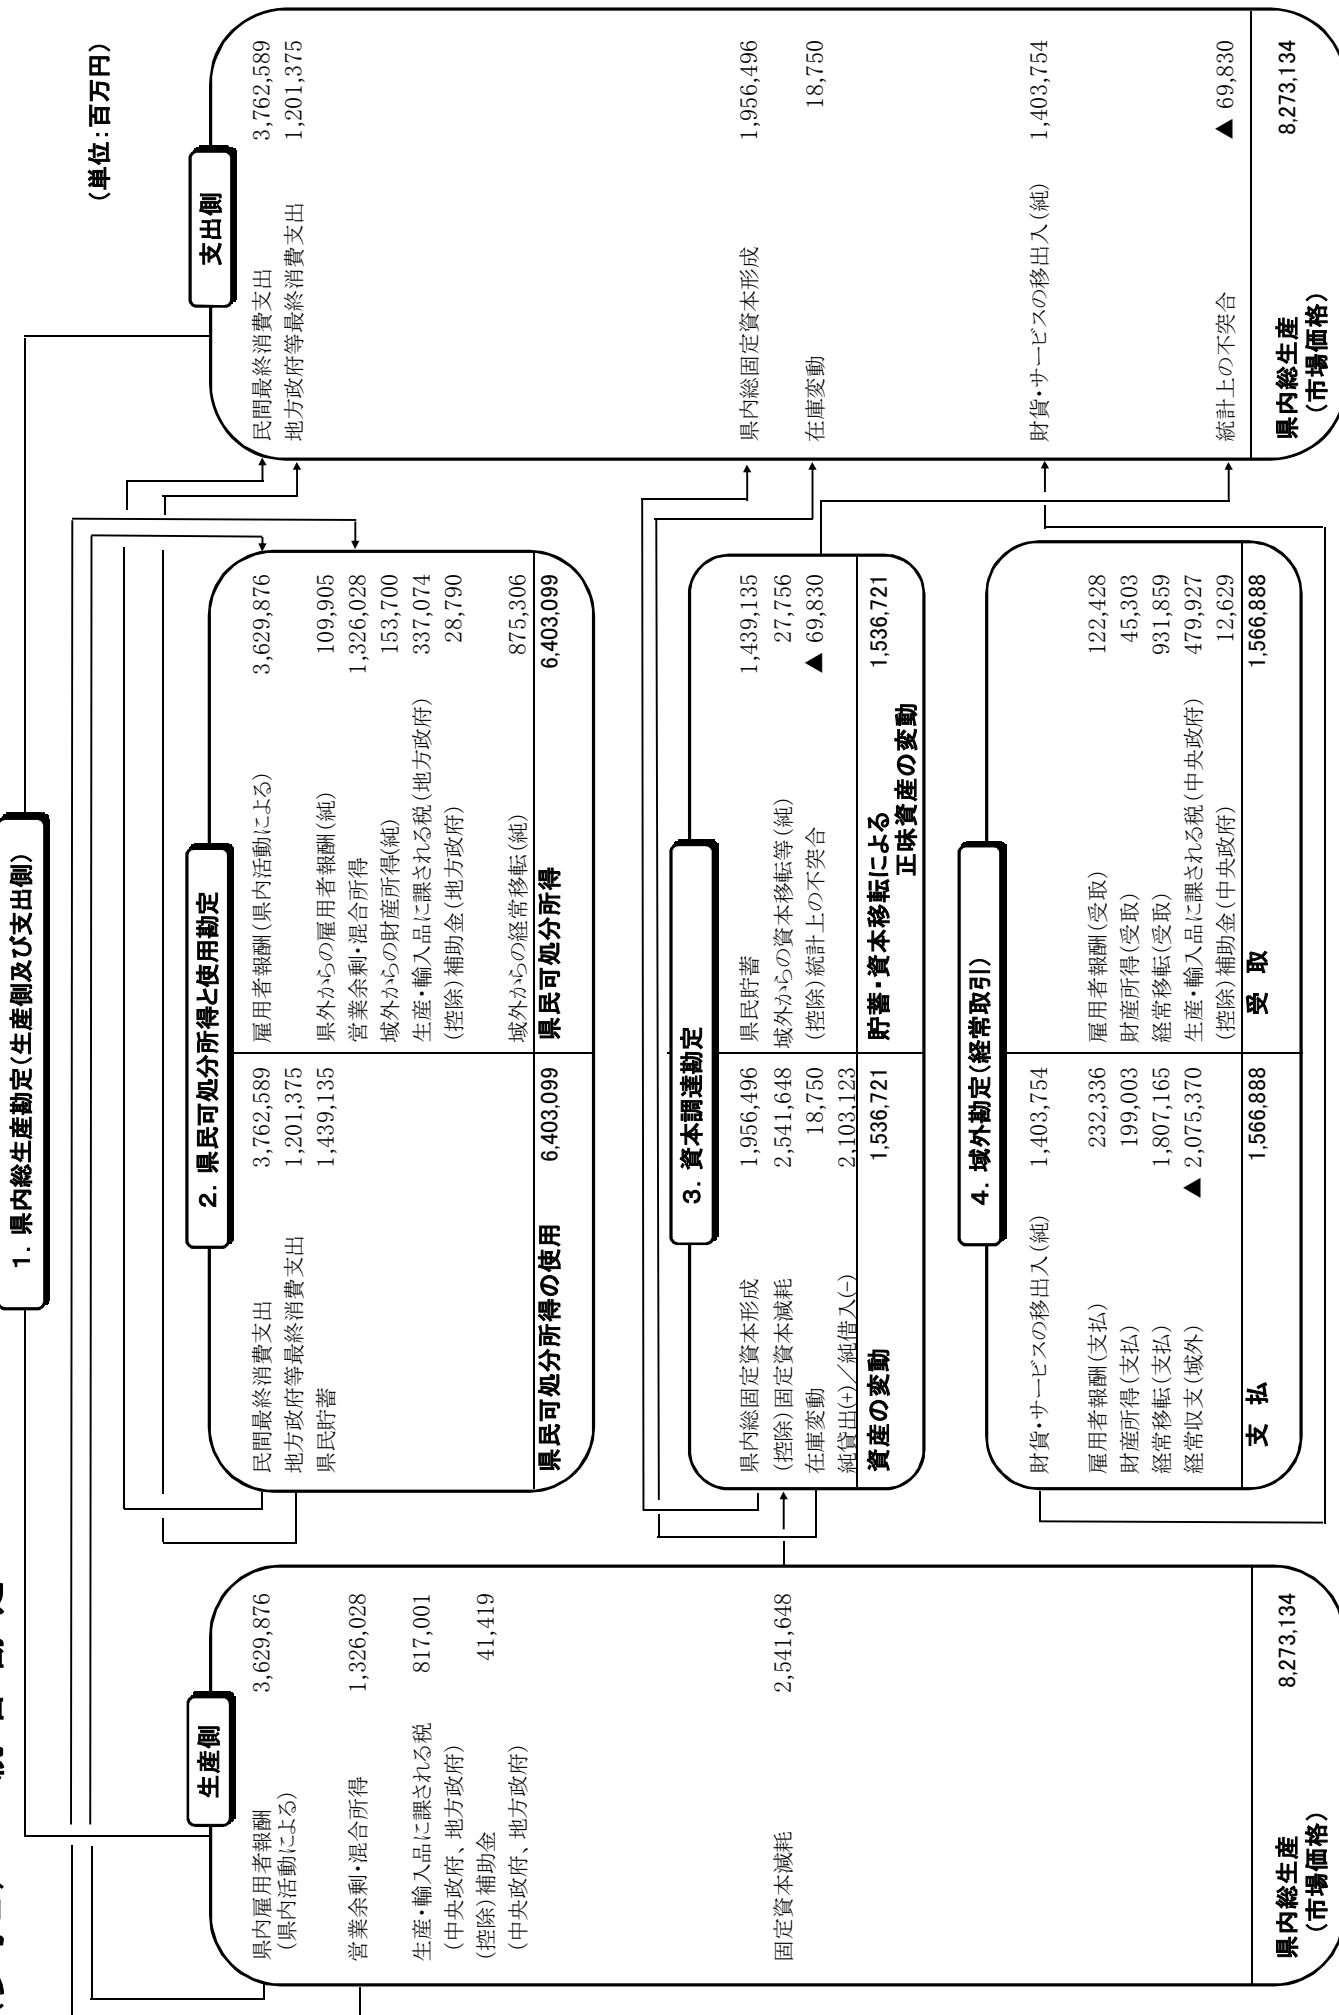 1．県内総生産勘定(生産側及び支出側)
(単位：百万円)
生産側
県内雇用者報酬 3,629,876
(県内活動による)
営業余剰・混合所得 1,326,028
生産・輸入品に課される税 817,001
(中央政府、地方政府)
(控除)補助金 41,419
(中央政府、地方政府)
固定資本減耗 2,541,648
県内総生産 8,273,134
(市場価格)
2．県民可処分所得と使用勘定
民間最終消費支出 3,762,589
地方政府等最終消費支出 1,201,375
県民貯蓄 1,439,135
県民可処分所得の使用 6,403,099
雇用者報酬(県内活動による) 3,629,876
県外からの雇用者報酬(純) 109,905
営業余剰・混合所得 1,326,028
域外からの財産所得(純) 153,700
生産・輸入品に課される税(地方政府) 337,074
(控除)補助金(地方政府) 28,790
域外からの経常移転(純) 875,306
県民可処分所得 6,403,099
3．資本調達勘定
県内総固定資本形成 1,956,496
(控除)固定資本減耗 2,541,648
在庫変動 18,750
純貸出(+)／純借入(-) 2,103,123
資産の変動 1,536,721
県民貯蓄 1,439,135
域外からの資本移転等(純) 27,756
(控除)統計上の不突合 ▲ 69,830
貯蓄・資本移転による 1,536,721
正味資産の変動
4．域外勘定(経常取引)
財貨・サービスの移出入(純) 1,403,754
雇用者報酬(支払) 232,336
財産所得(支払) 199,003
経常移転(支払) 1,807,165
経常収支(域外) ▲ 2,075,370
支 払 1,566,888
雇用者報酬(受取) 122,428
財産所得(受取) 45,303
経常移転(受取) 931,859
生産・輸入品に課される税(中央政府) 479,927
(控除)補助金(中央政府) 12,629
受 取 1,566,888
支出側
民間最終消費支出 3,762,589
地方政府等最終消費支出 1,201,375
県内総固定資本形成 1,956,496
在庫変動 18,750
財貨・サービスの移出入(純) 1,403,754
統計上の不突合 ▲ 69,830
県内総生産 8,273,134
(市場価格)